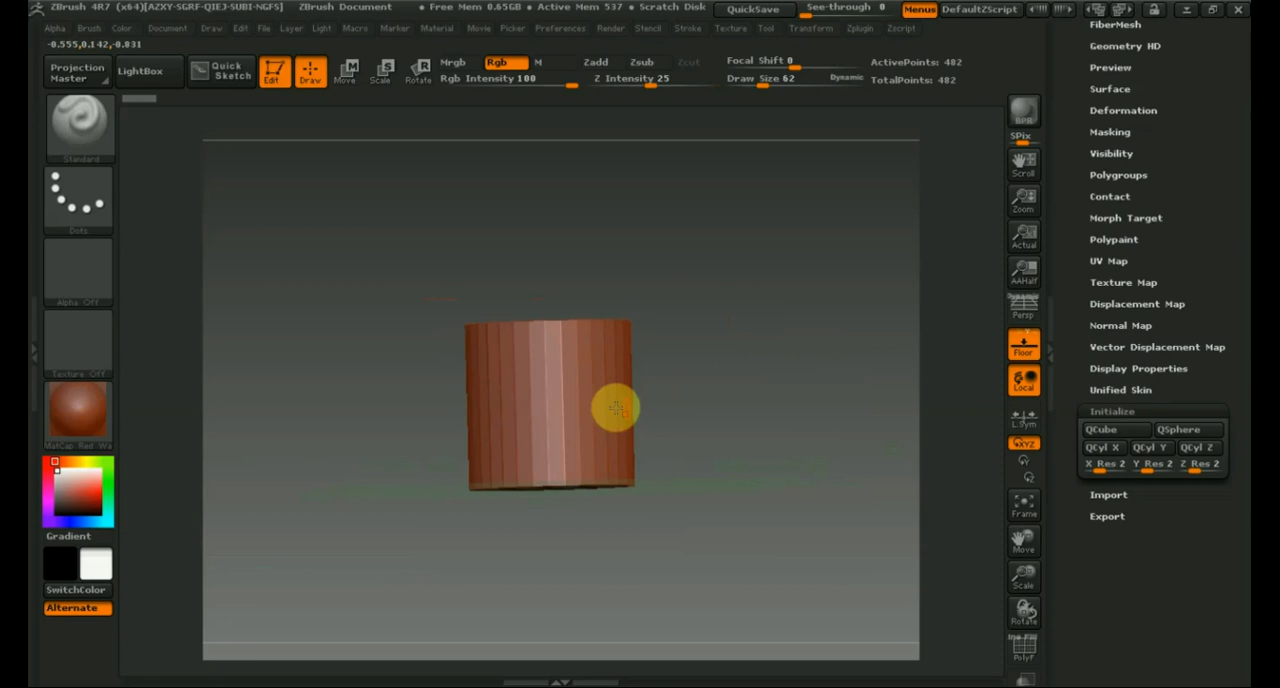 ZBrush 4R7 (x64)[AZXY-SGRF-QIEJ-SUBI-NGFS] ZBrush Document • Free Mem 0.65GB • Active Mem 537 • Scratch Disk QuickSave See-through 0 Menus DefaultZScript
Alpha Brush Color Document Draw Edit File Layer Light Macro Marker Material Movie Picker Preferences Render Stencil Stroke Texture Tool Transform Zplugin Zscript
-0.555,0.142,-0.831
Projection Master
LightBox
Quick Sketch
Edit
Draw
Move
Scale
Rotate
Mrgb Rgb M
Rgb Intensity 100
Zadd Zsub Zcut
Z Intensity 25
Focal Shift 0
Draw Size 62 Dynamic
ActivePoints: 482
TotalPoints: 482
Standard
Dots
Alpha Off
Texture Off
MatCap Red Wa
Gradient
SwitchColor
Alternate
BPR
SPix
Scroll
Zoom
Actual
AAHalf
Dynamic
Persp
Floor
Local
L.Sym
XYZ
Frame
Move
Scale
Rotate
Line Fill
PolyF
FiberMesh
Geometry HD
Preview
Surface
Deformation
Masking
Visibility
Polygroups
Contact
Morph Target
Polypaint
UV Map
Texture Map
Displacement Map
Normal Map
Vector Displacement Map
Display Properties
Unified Skin
Initialize
QCube QSphere
QCyl X QCyl Y QCyl Z
X Res 2 Y Res 2 Z Res 2
Import
Export